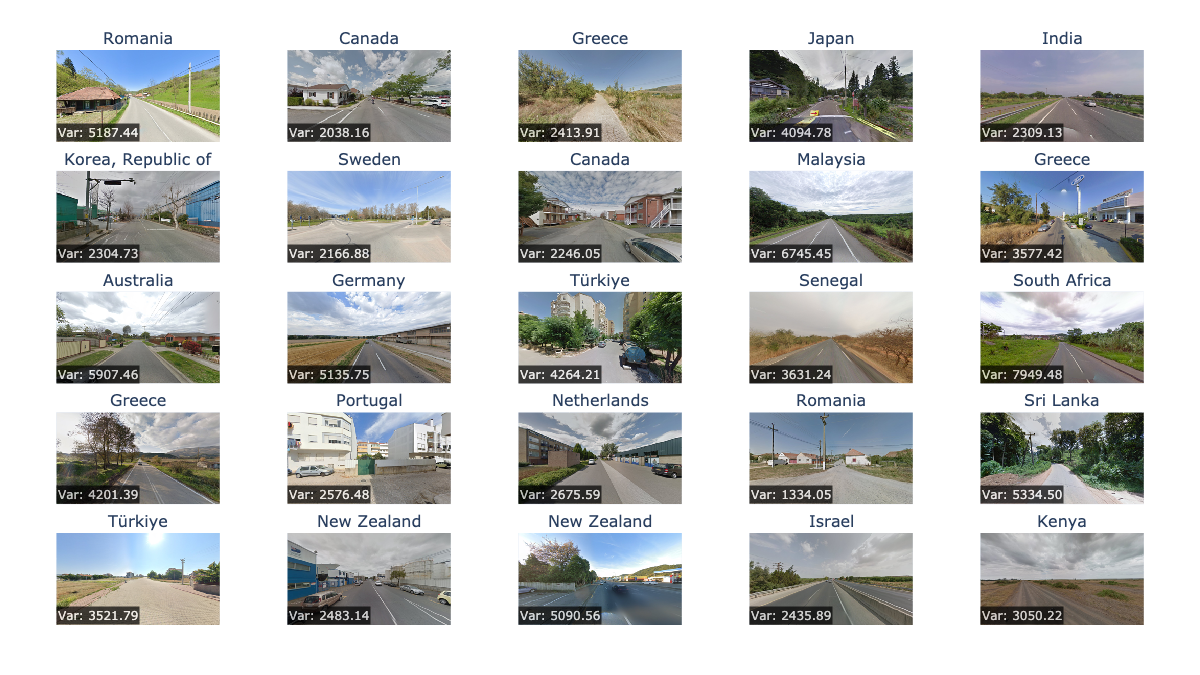 Romania
Canada
Greece
Japan
India
Var: 5187.44
Var: 2038.16
Var: 2413.91
Var: 4094.78
Var: 2309.13
Korea, Republic of
Sweden
Canada
Malaysia
Greece
Var: 2304.73
Var: 2166.88
Var: 2246.05
Var: 6745.45
Var: 3577.42
Australia
Germany
Türkiye
Senegal
South Africa
Var: 5907.46
Var: 5135.75
Var: 4264.21
Var: 3631.24
Var: 7949.48
Greece
Portugal
Netherlands
Romania
Sri Lanka
Var: 4201.39
Var: 2576.48
Var: 2675.59
Var: 1334.05
Var: 5334.50
Türkiye
New Zealand
New Zealand
Israel
Kenya
Var: 3521.79
Var: 2483.14
Var: 5090.56
Var: 2435.89
Var: 3050.22